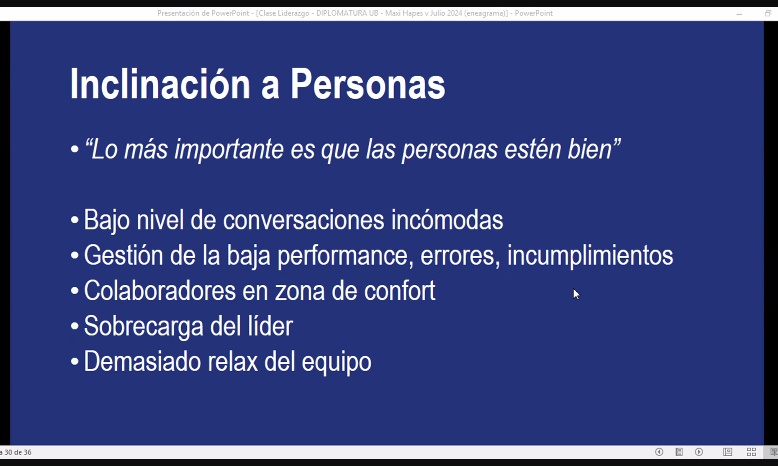 Presentación de PowerPoint - [Clase Liderazgo - DIPLOMATURA UB - Maxi Hapes v Julio 2024 (eneagrama)] - PowerPoint
Inclinación a Personas
• “Lo más importante es que las personas estén bien”
• Bajo nivel de conversaciones incómodas
• Gestión de la baja performance, errores, incumplimientos
• Colaboradores en zona de confort
• Sobrecarga del líder
• Demasiado relax del equipo
a 30 de 36